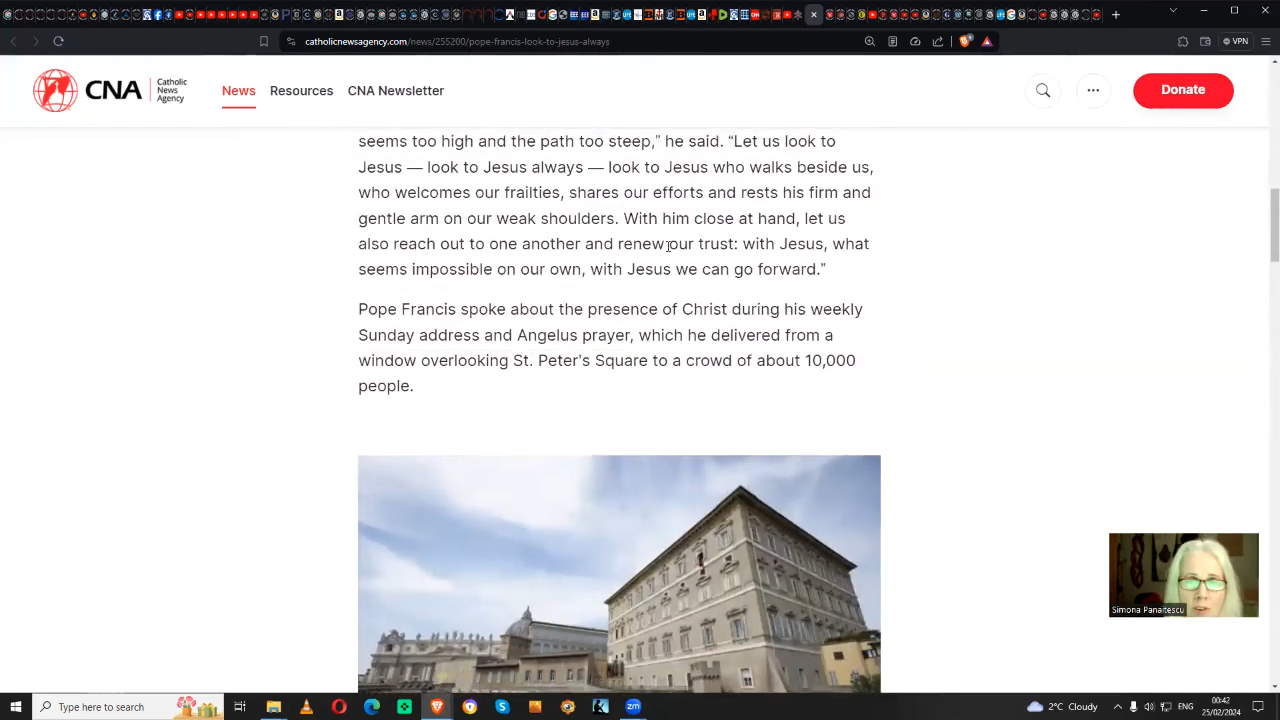 catholicnewsagency.com/news/255200/pope-francis-look-to-jesus-always
VPN
CNA
Catholic
News
Agency
News
Resources
CNA Newsletter
Donate
seems too high and the path too steep,” he said. “Let us look to
Jesus — look to Jesus always — look to Jesus who walks beside us,
who welcomes our frailties, shares our efforts and rests his firm and
gentle arm on our weak shoulders. With him close at hand, let us
also reach out to one another and renew our trust: with Jesus, what
seems impossible on our own, with Jesus we can go forward.”
Pope Francis spoke about the presence of Christ during his weekly
Sunday address and Angelus prayer, which he delivered from a
window overlooking St. Peter’s Square to a crowd of about 10,000
people.
Simona Panaitescu
Type here to search
2°C Cloudy
ENG
00:42
25/02/2024